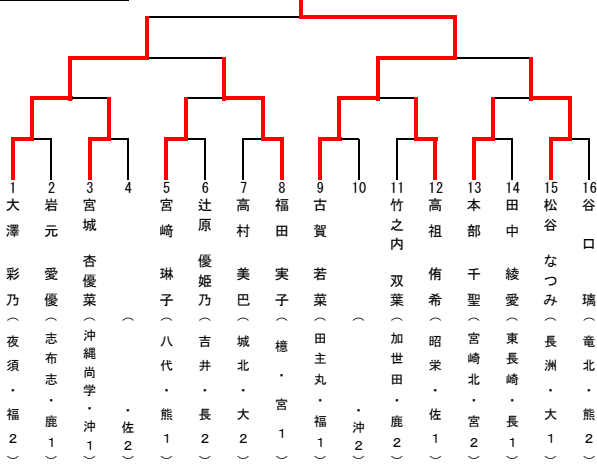 1 大澤 彩乃(夜須・福2)
2 岩元 愛優(志布志・鹿1)
3 宮城 杏優菜(沖縄尚学・沖1)
4 (・佐2)
5 宮﨑 琳子(八代・熊1)
6 辻原 優姫乃(吉井・長2)
7 高村 美巴(城北・大2)
8 福田 実子(檍・宮1)
9 古賀 若菜(田主丸・福1)
10 (・沖2)
11 竹之内 双葉(加世田・鹿2)
12 高祖 侑希(昭栄・佐1)
13 本部 千聖(宮崎北・宮2)
14 田中 綾愛(東長崎・長1)
15 松谷 なつみ(長洲・大1)
16 谷口 璃(竜北・熊2)